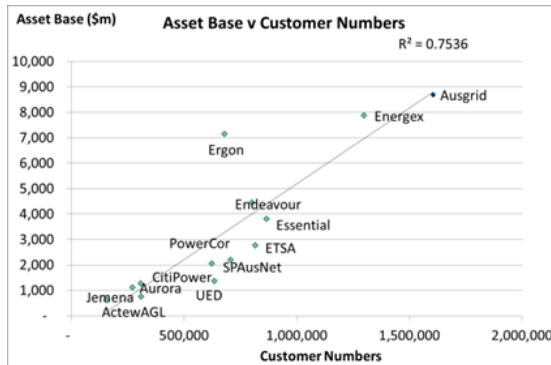 Asset Base ($m)
Asset Base v Customer Numbers
R² = 0.7536
10,000
9,000
8,000
7,000
6,000
5,000
4,000
3,000
2,000
1,000
-
Ausgrid
Energex
Ergon
Endeavour
Essential
PowerCor
ETSA
SPAusNet
CitiPower
UED
Jemena
Aurora
ActewAGL
-
500,000
1,000,000
1,500,000
2,000,000
Customer Numbers